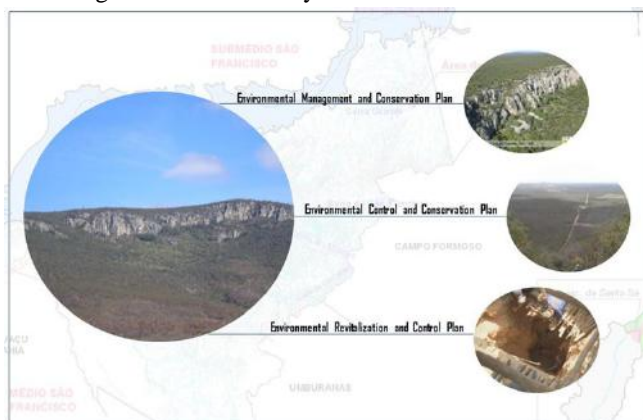 SUBMÉDIO SÃO
FRANCISCO
Environmental Management and Conservation Plan
Environmental Control and Conservation Plan
CAMPO FORMOSO
Environmental Revitalization and Control Plan
MÉDIO SÃO
FRANCISCO
UMBURANAS